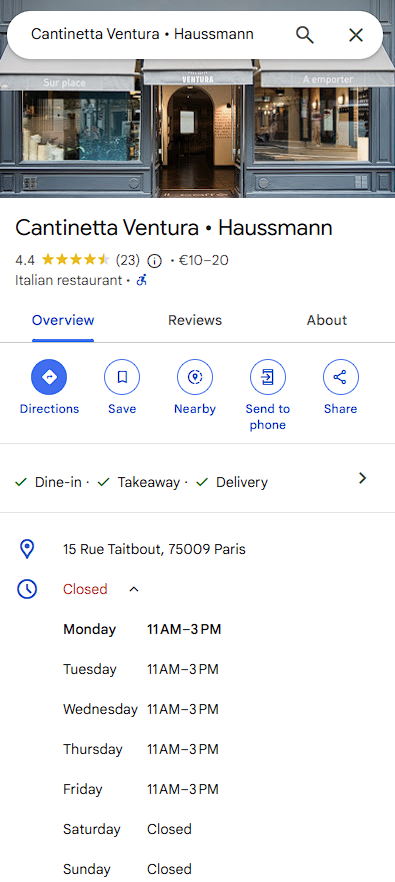 Cantinetta Ventura • Haussmann
Sur place
VENTURA
A emporter
Cantinetta Ventura • Haussmann
4.4 (23) · €10–20
Italian restaurant ·
Overview Reviews About
Directions Save Nearby Send to phone Share
Dine-in · Takeaway · Delivery
15 Rue Taitbout, 75009 Paris
Closed
Monday 11 AM–3 PM
Tuesday 11 AM–3 PM
Wednesday 11 AM–3 PM
Thursday 11 AM–3 PM
Friday 11 AM–3 PM
Saturday Closed
Sunday Closed